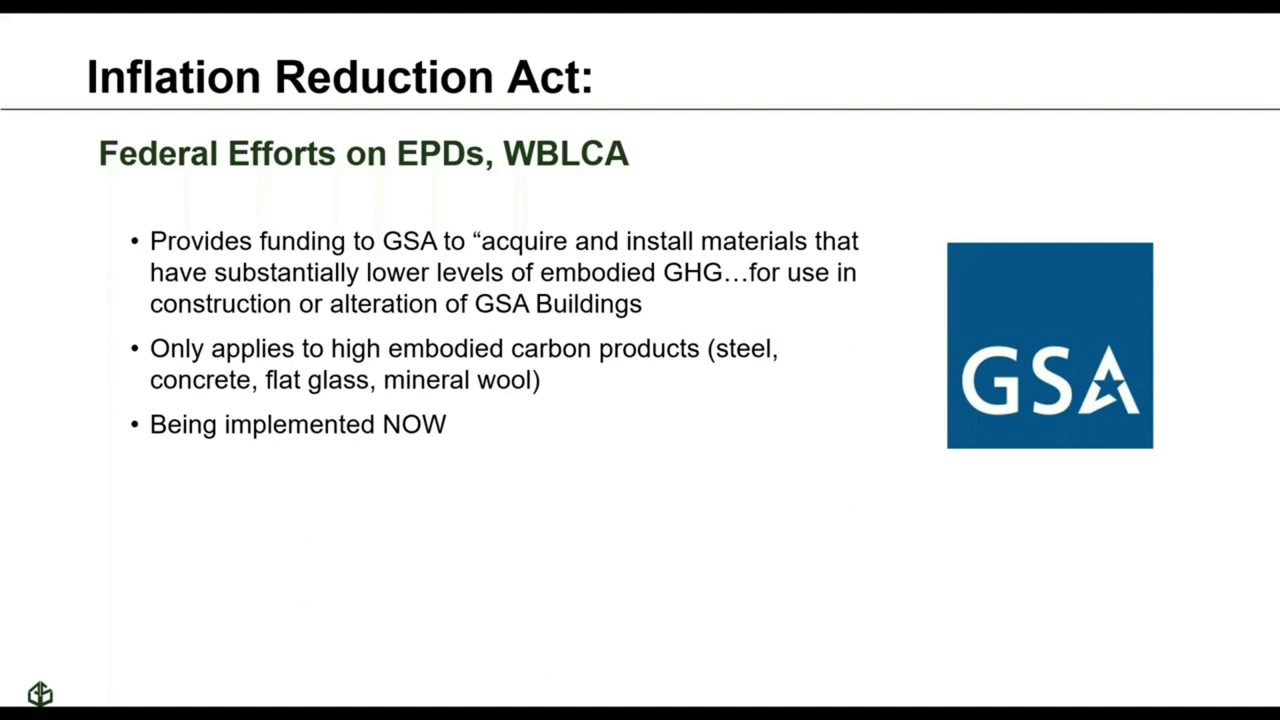 Inflation Reduction Act:
Federal Efforts on EPDs, WBLCA
• Provides funding to GSA to “acquire and install materials that
have substantially lower levels of embodied GHG…for use in
construction or alteration of GSA Buildings
• Only applies to high embodied carbon products (steel,
concrete, flat glass, mineral wool)
• Being implemented NOW
GSA